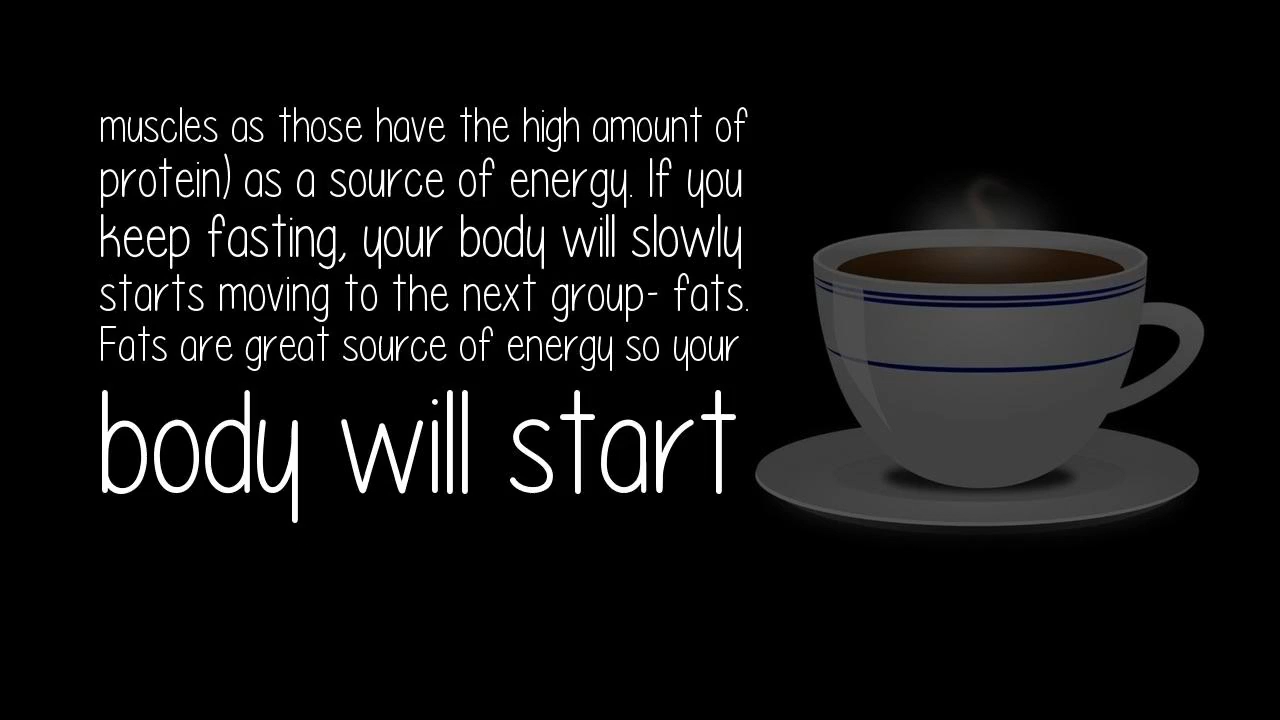 muscles as those have the high amount of
protein) as a source of energy. If you
keep fasting, your body will slowly
starts moving to the next group- fats.
Fats are great source of energy so your
body will start